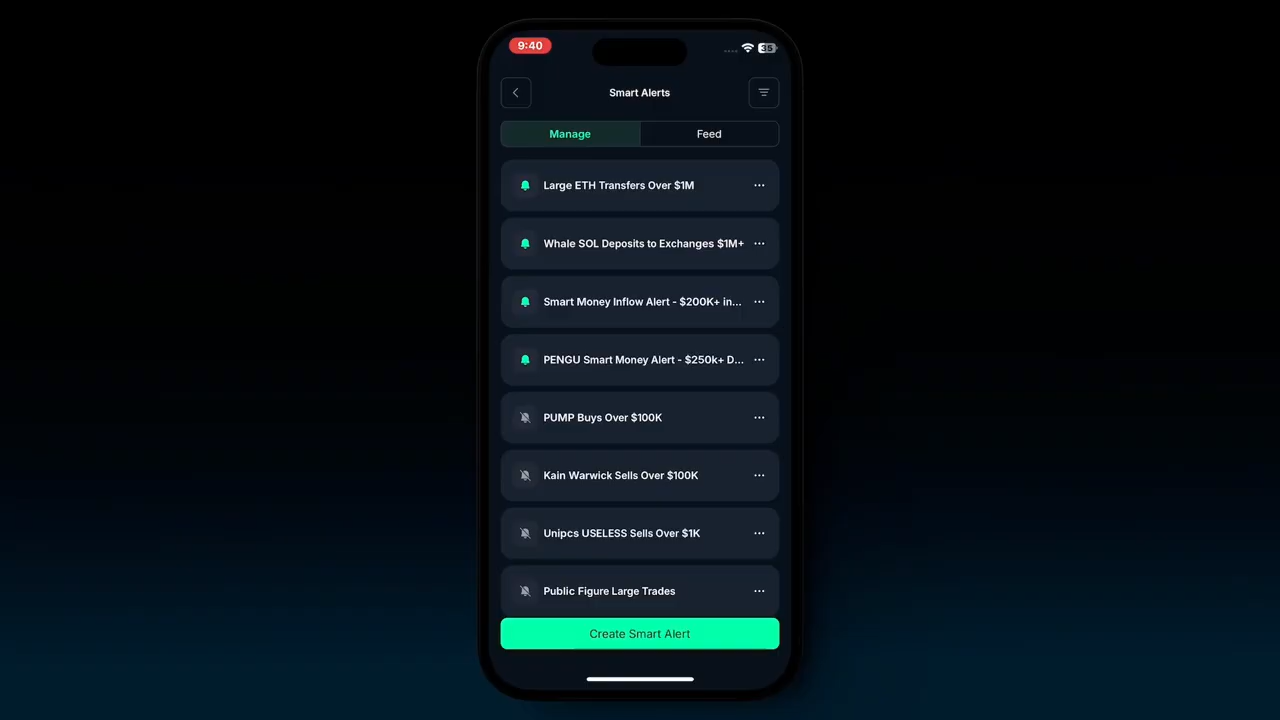 9:40
35
Smart Alerts
Manage
Feed
Large ETH Transfers Over $1M
Whale SOL Deposits to Exchanges $1M+
Smart Money Inflow Alert - $200K+ in...
PENGU Smart Money Alert - $250k+ D...
PUMP Buys Over $100K
Kain Warwick Sells Over $100K
Unipcs USELESS Sells Over $1K
Public Figure Large Trades
Create Smart Alert